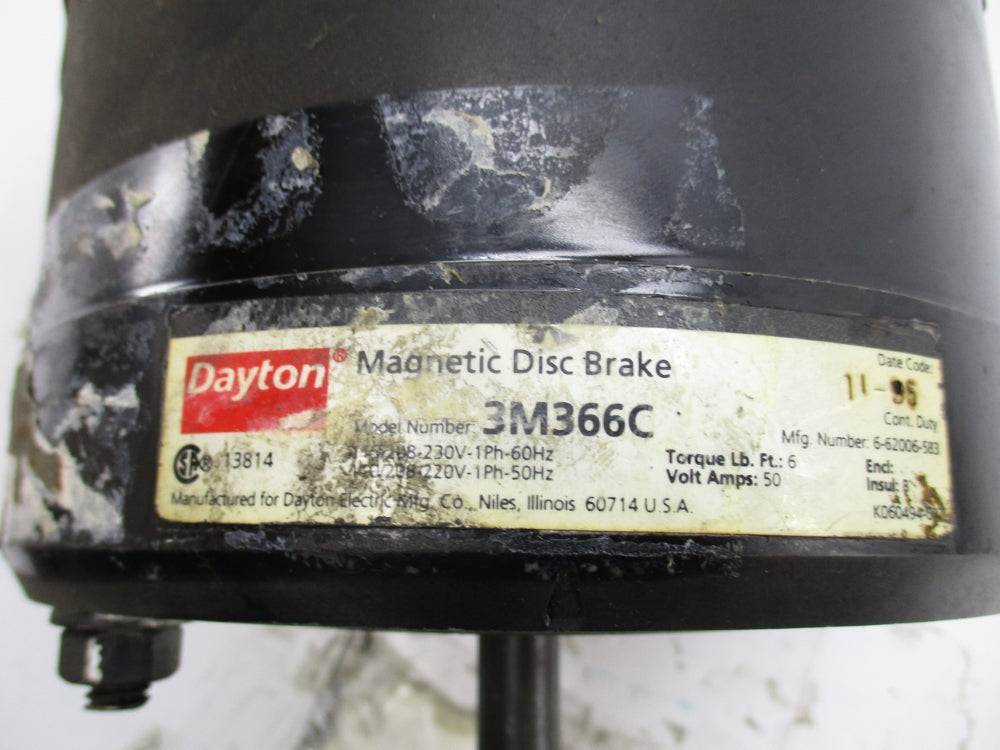 Dayton® Magnetic Disc Brake
Date Code:
11-95
Model Number: 3M366C
Cont. Duty
Mfg. Number: 6-62006-583
® 13814
208-230V-1Ph-60Hz
Torque Lb. Ft.: 6
Encl:
220V-1Ph-50Hz
Volt Amps: 50
Insul: B
Manufactured for Dayton Electric Mfg. Co., Niles, Illinois 60714 U.S.A.